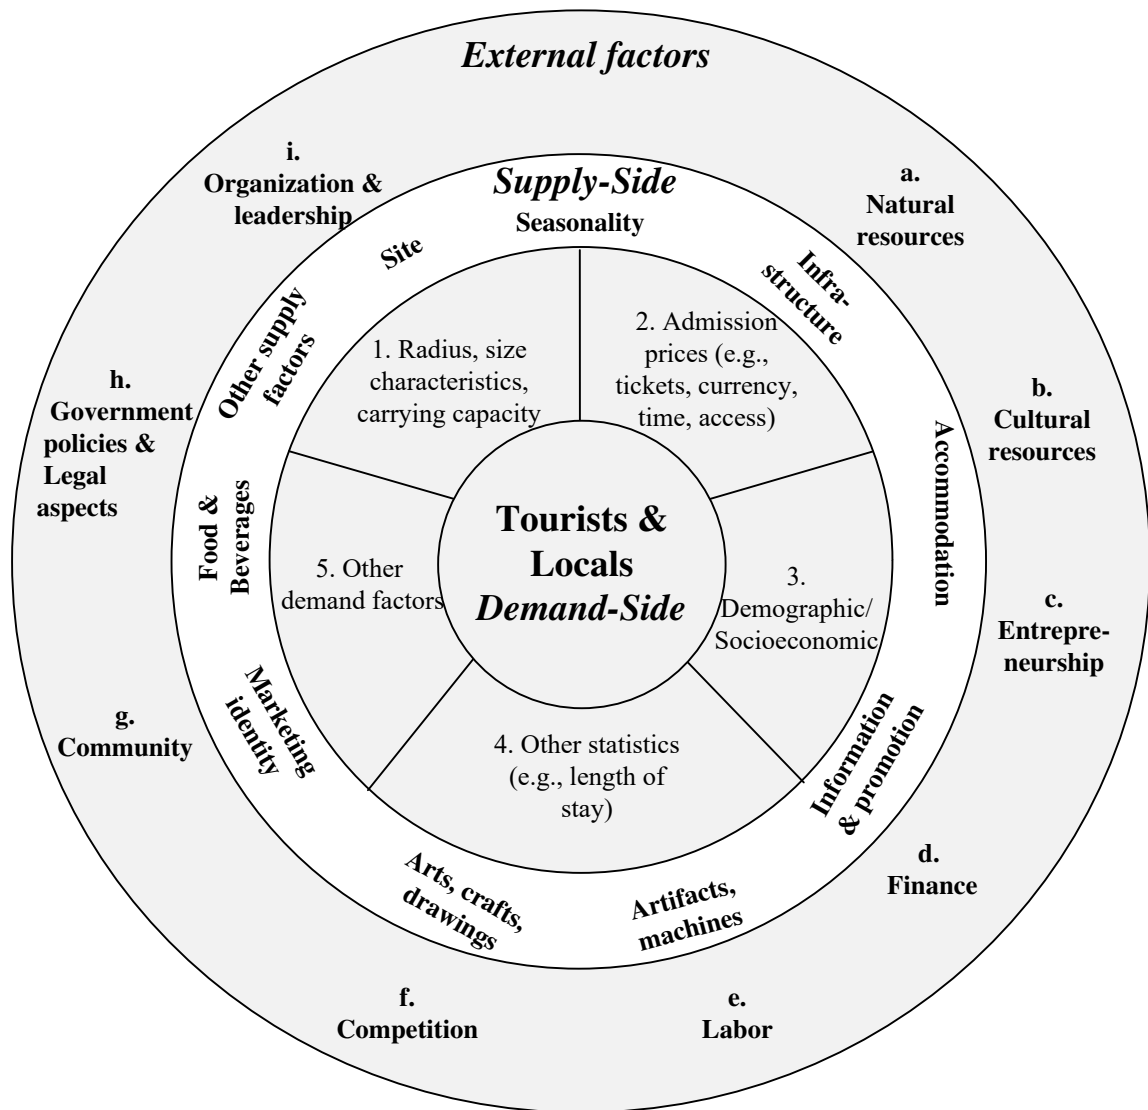 External factors
i.
Organization &
leadership
a.
Natural
resources
b.
Cultural
resources
c.
Entrepre-
neurship
d.
Finance
e.
Labor
f.
Competition
g.
Community
h.
Government
policies &
Legal
aspects
Supply-Side
Seasonality
Infra-
structure
Accommodation
Information
& promotion
Artifacts,
machines
Arts, crafts,
drawings
Marketing
identity
Food &
Beverages
Other supply
factors
Site
1. Radius, size
characteristics,
carrying capacity
2. Admission
prices (e.g.,
tickets, currency,
time, access)
3.
Demographic/
Socioeconomic
4. Other statistics
(e.g., length of
stay)
5. Other
demand factors
Tourists &
Locals
Demand-Side